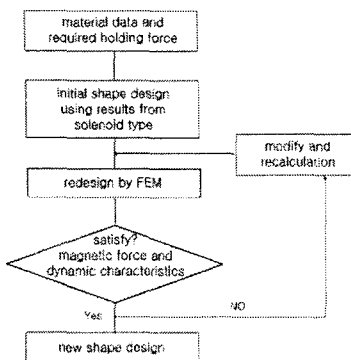 material data and
required holding force
initial shape design
using results from
solenoid type
modify and
recalculation
redesign by FEM
satisfy?
magnetic force and
dynamic characteristics
NO
Yes
new shape design